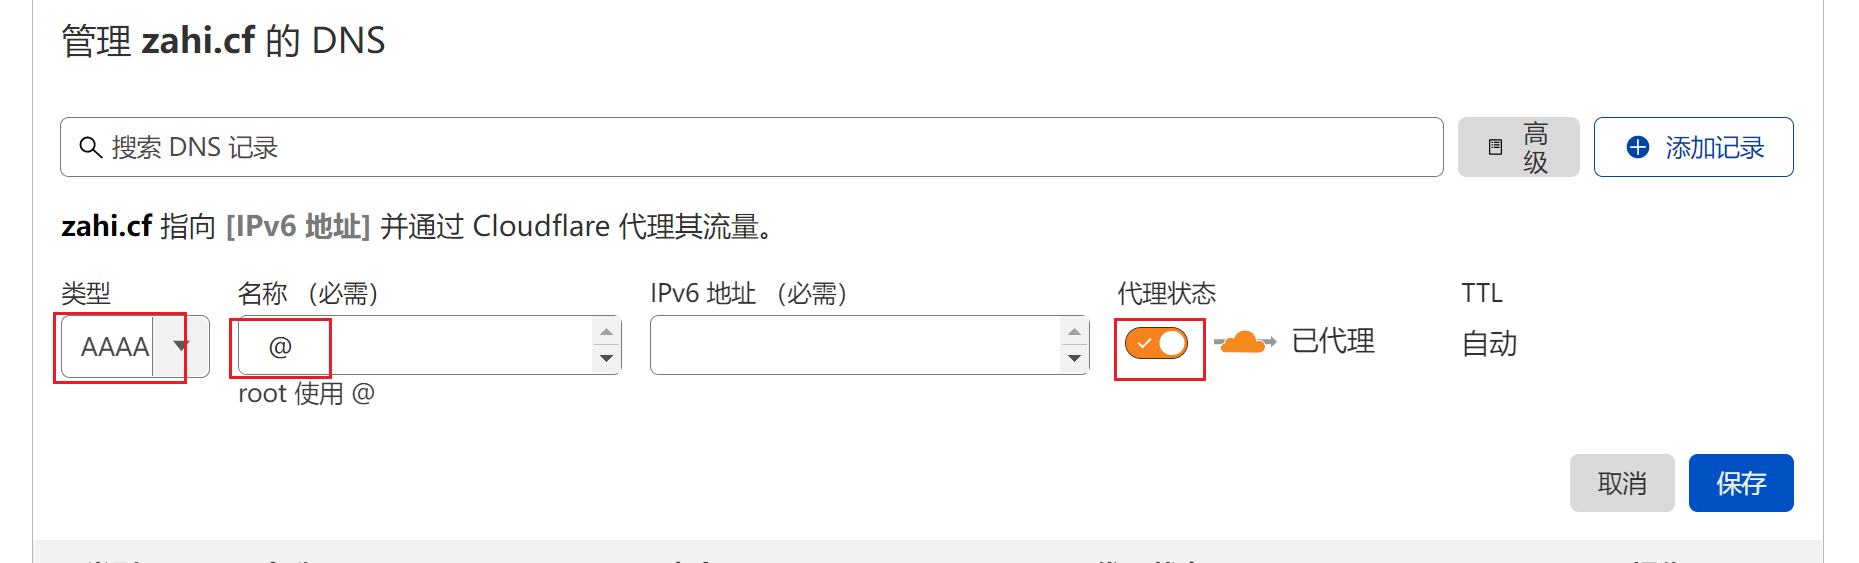 管理 zahi.cf 的 DNS
搜索 DNS 记录
高级
添加记录
zahi.cf 指向 [IPv6 地址] 并通过 Cloudflare 代理其流量。
类型 名称 （必需） IPv6 地址 （必需） 代理状态 TTL
AAAA @ 已代理 自动
root 使用 @
取消 保存